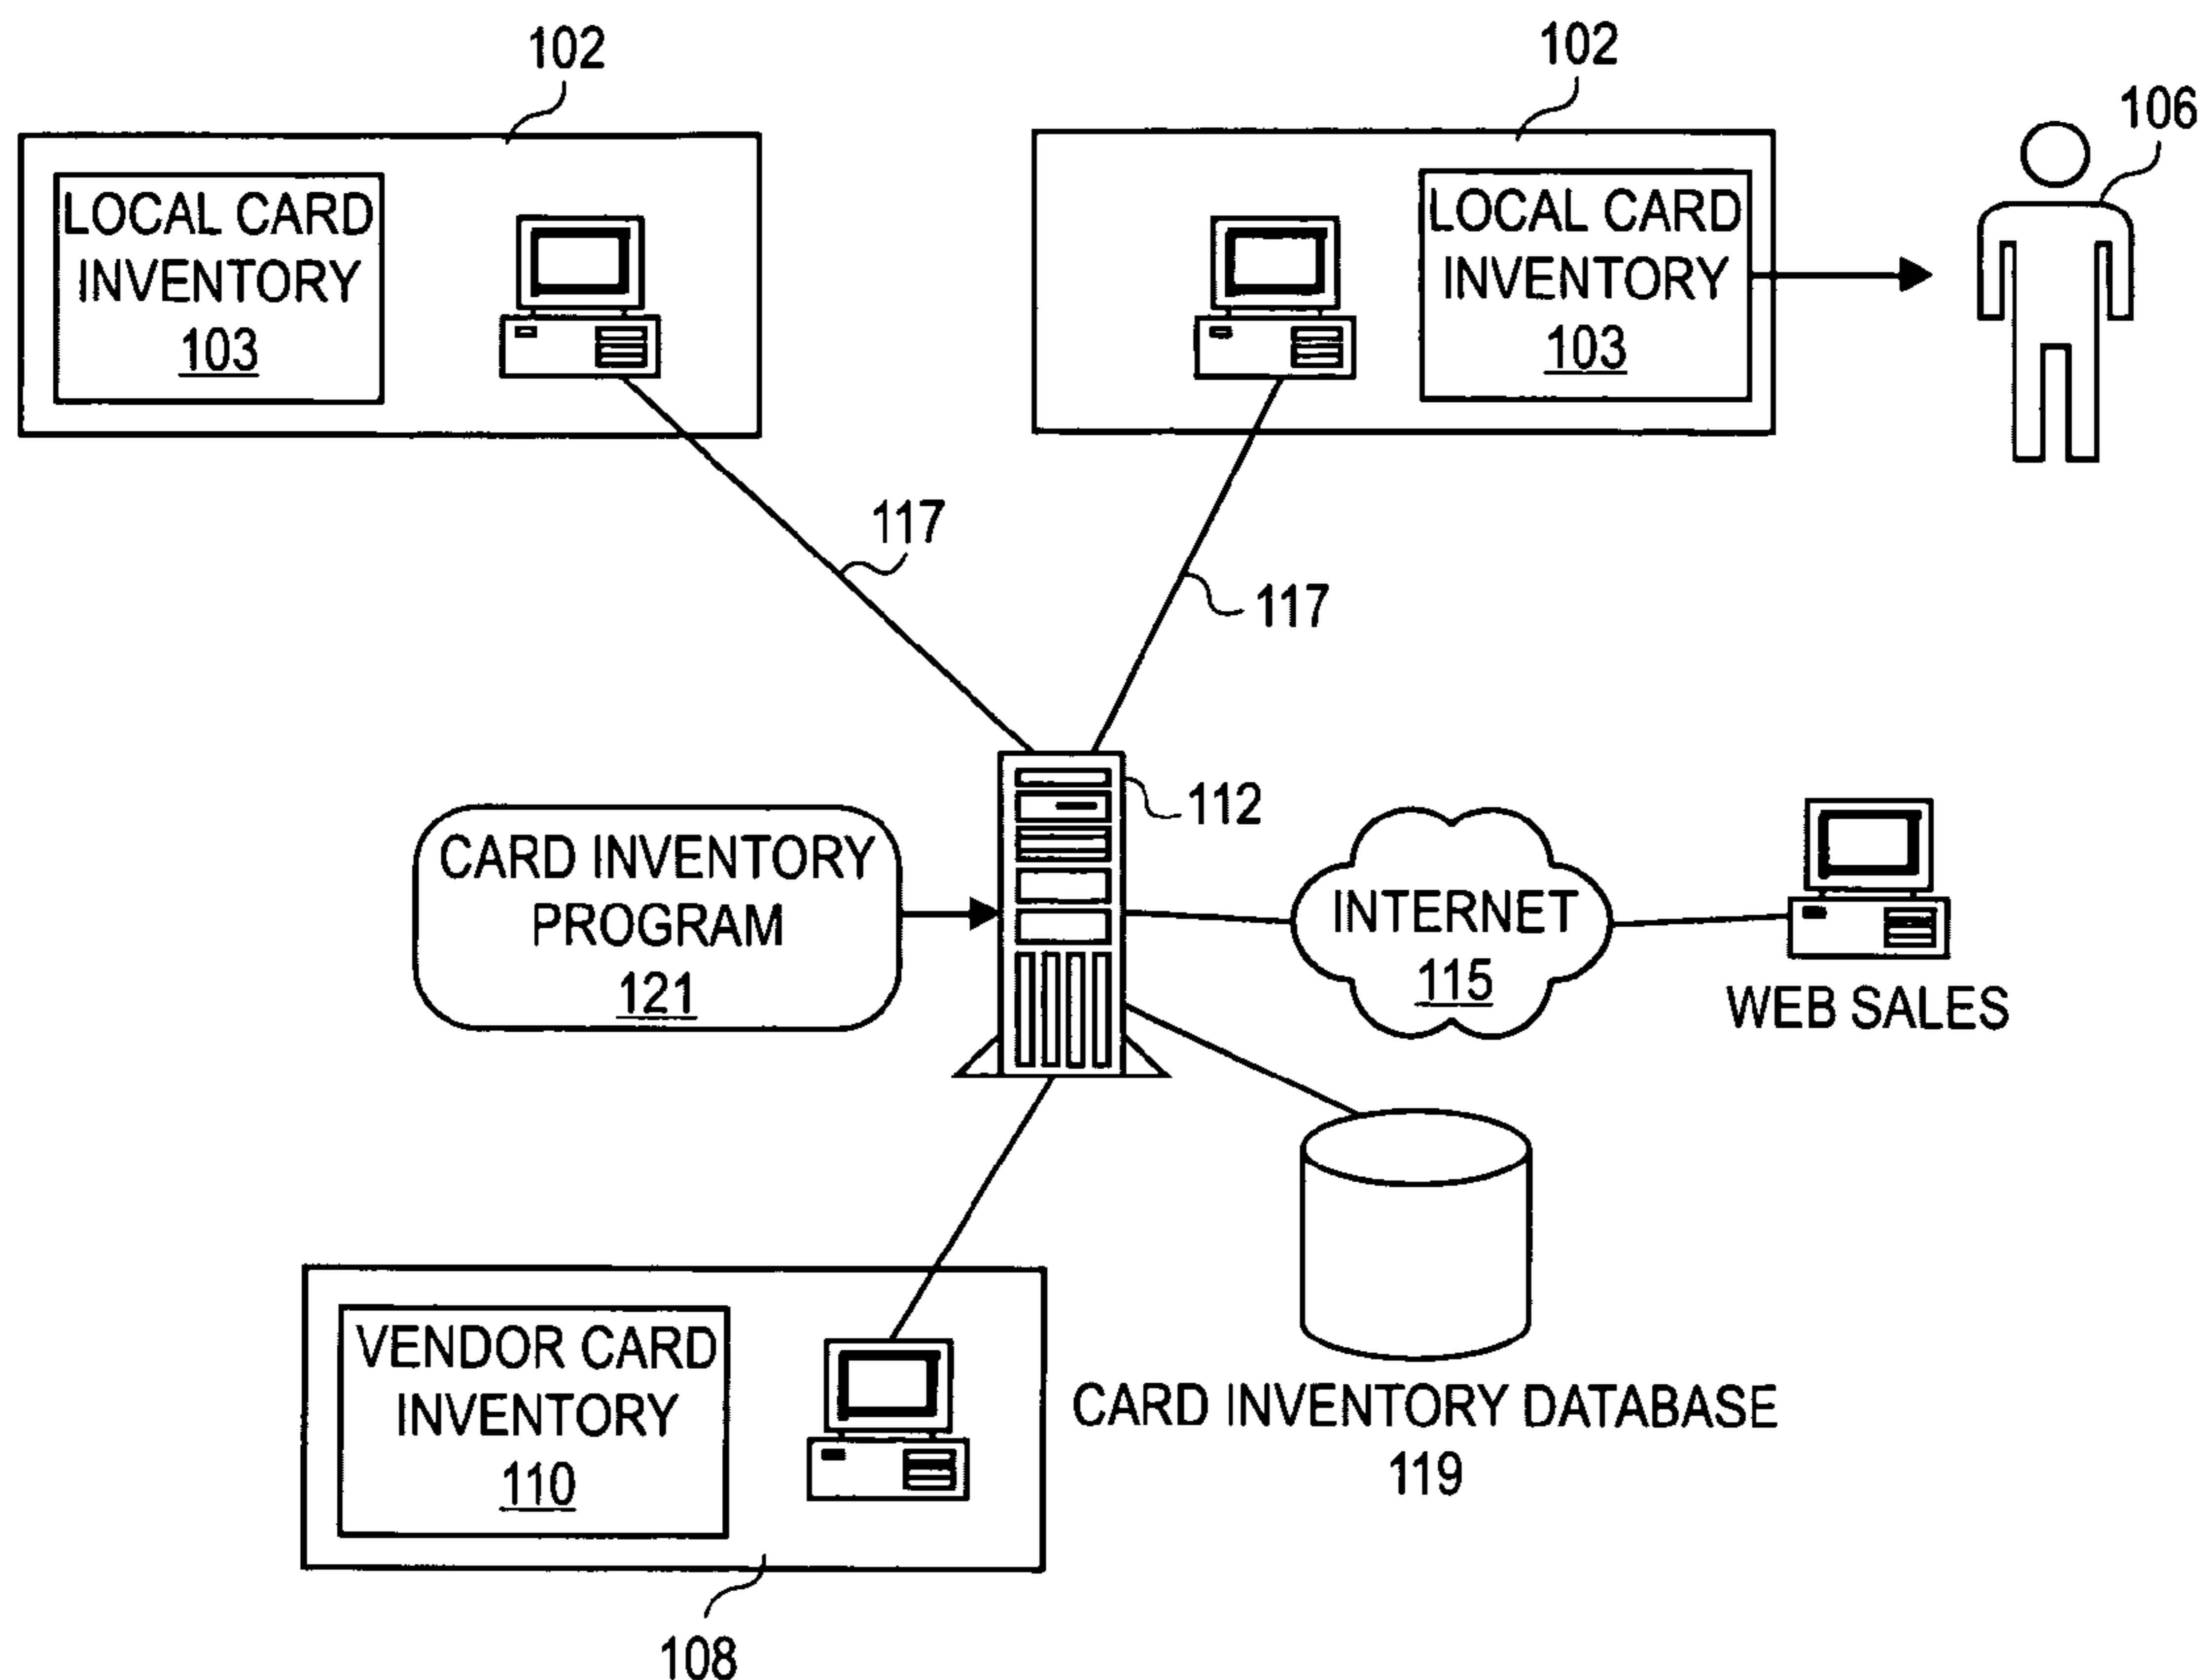 102
102
106
LOCAL CARD
INVENTORY
103
LOCAL CARD
INVENTORY
103
117
117
112
CARD INVENTORY
PROGRAM
121
INTERNET
115
WEB SALES
VENDOR CARD
INVENTORY
110
CARD INVENTORY DATABASE
119
108